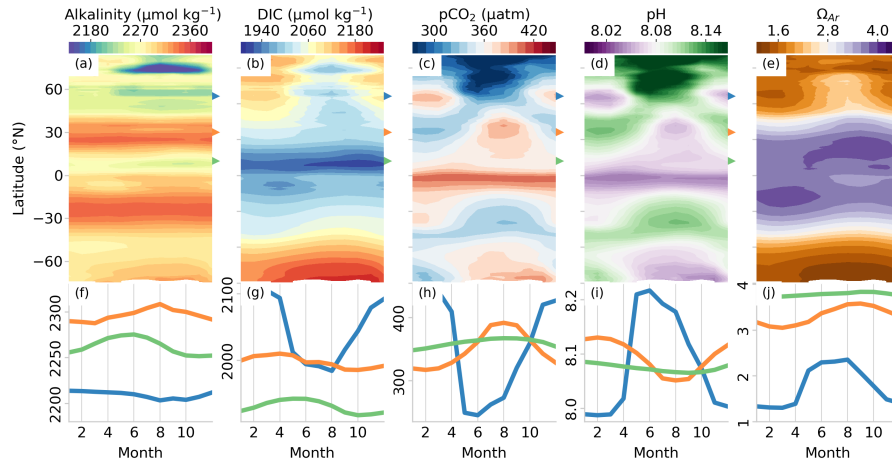 Alkalinity (μmol kg⁻¹) DIC (μmol kg⁻¹) pCO₂ (μatm) pH Ω_Ar
2180 2270 2360 1940 2060 2180 300 360 420 8.02 8.08 8.14 1.6 2.8 4.0
(a) (b) (c) (d) (e)
60
30
0
−30
−60
Latitude (°N)
(f) (g) (h) (i) (j)
2300
2250
2200
2100
2000
400
300
8.2
8.1
8.0
4
3
2
1
2 4 6 8 10 2 4 6 8 10 2 4 6 8 10 2 4 6 8 10 2 4 6 8 10
Month Month Month Month Month